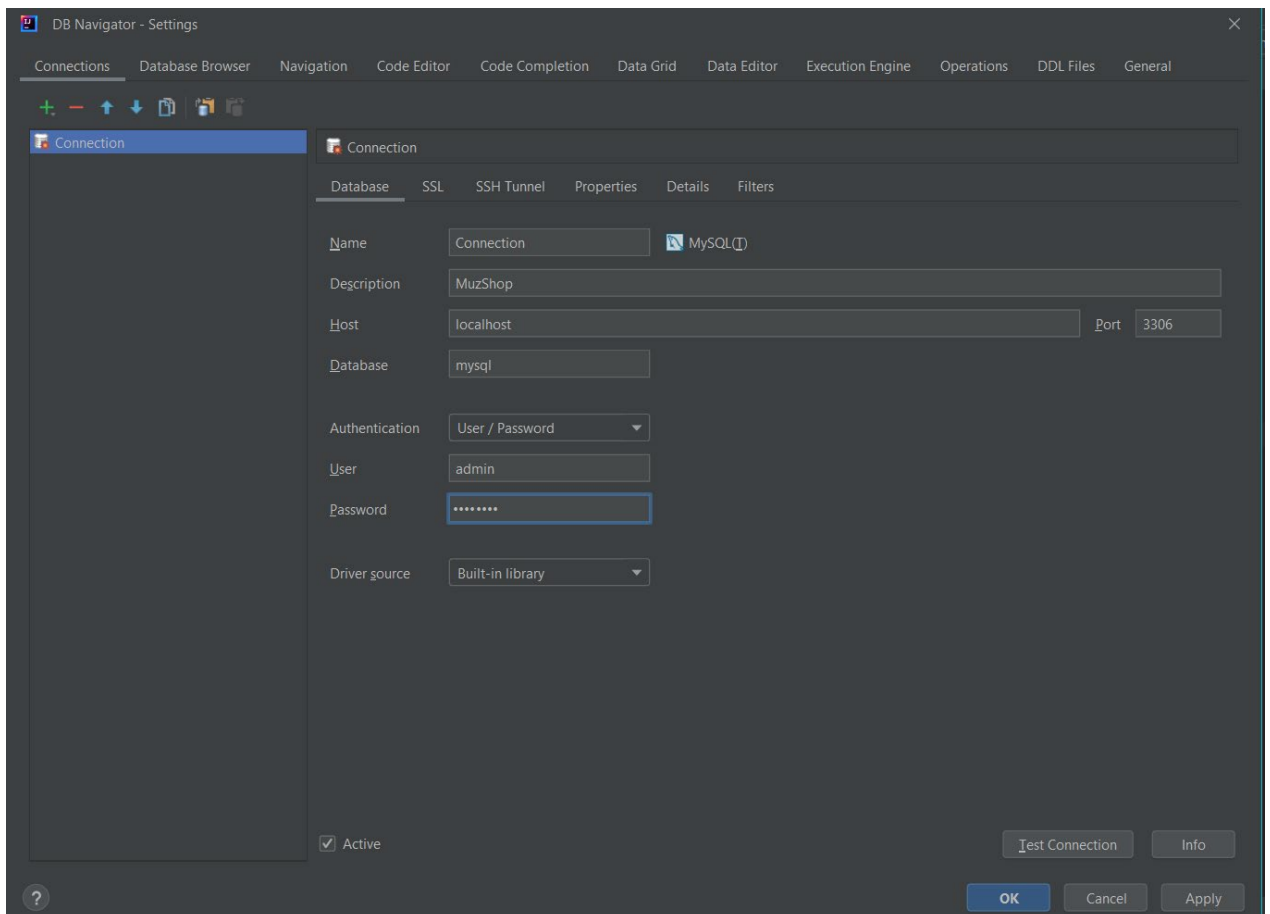 DB Navigator - Settings
Connections Database Browser Navigation Code Editor Code Completion Data Grid Data Editor Execution Engine Operations DDL Files General
Connection
Connection
Database SSL SSH Tunnel Properties Details Filters
Name Connection MySQL(T)
Description MuzShop
Host localhost Port 3306
Database mysql
Authentication User / Password
User admin
Password ••••••••
Driver source Built-in library
Active Test Connection Info
? OK Cancel Apply